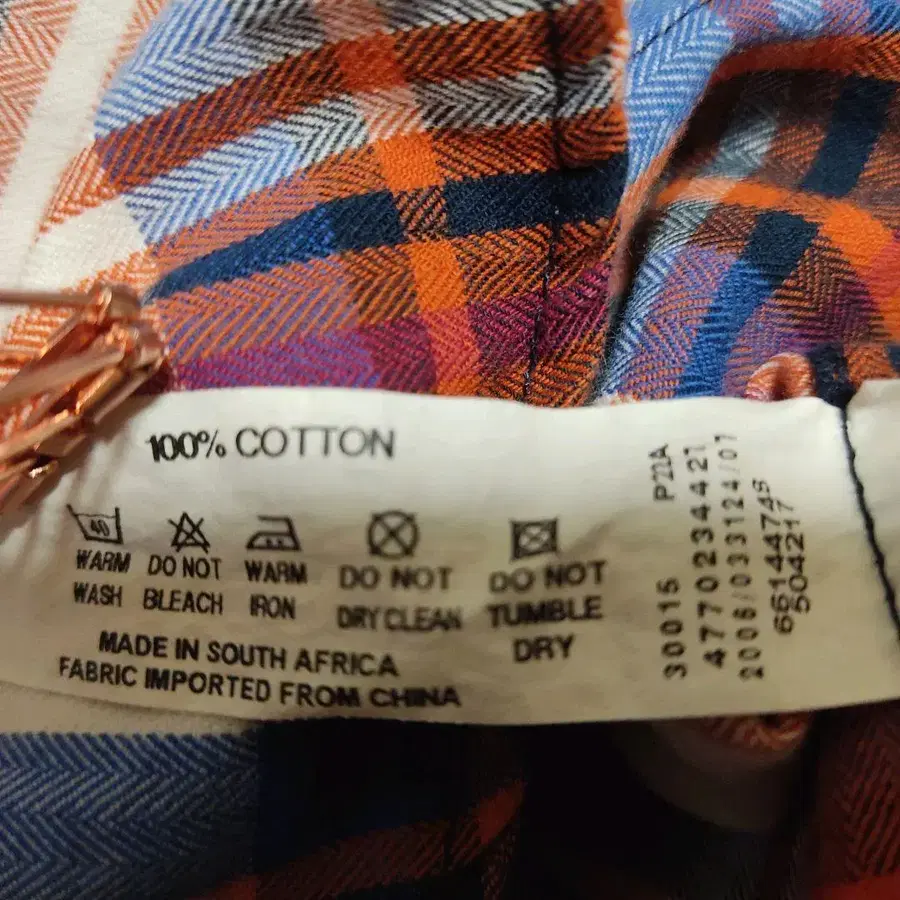 100% COTTON
40
WARM WASH
DO NOT BLEACH
WARM IRON
DO NOT DRY CLEAN
DO NOT TUMBLE DRY
MADE IN SOUTH AFRICA
FABRIC IMPORTED FROM CHINA
30015 P22A
4770234421
2006/033124/07
66144748
504217